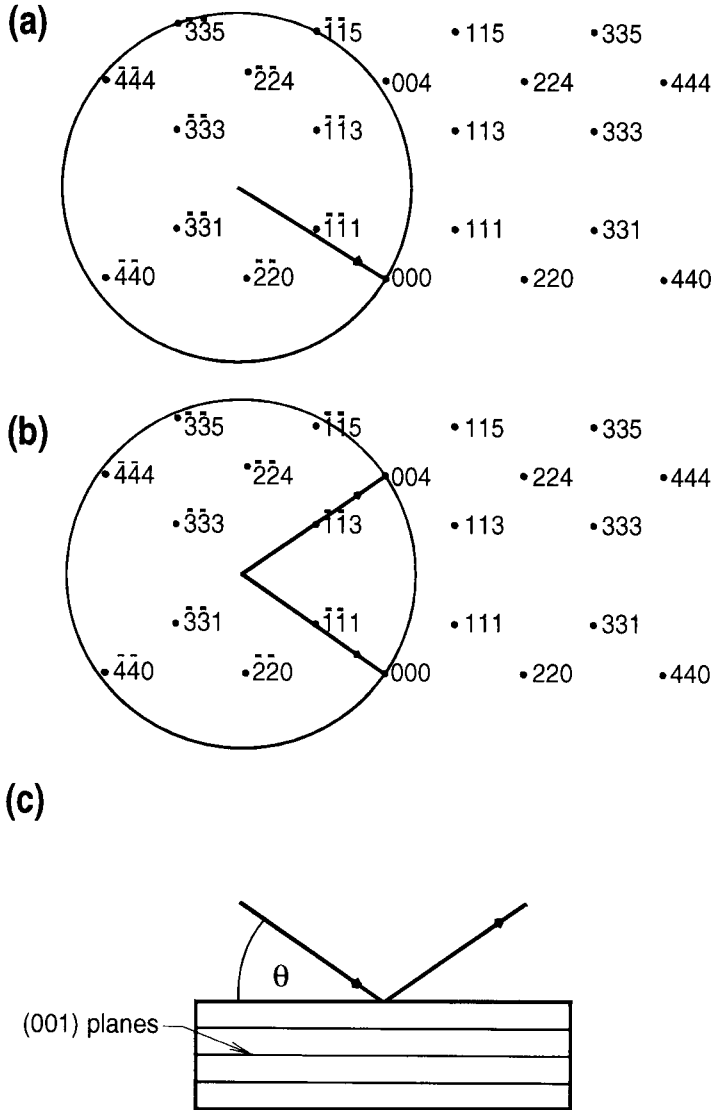 (a)
3̄3̄5 1̄1̄5 115 335
4̄4̄4 2̄2̄4 004 224 444
3̄3̄3 1̄1̄3 113 333
3̄3̄1 1̄1̄1 111 331
4̄4̄0 2̄2̄0 000 220 440
(b)
3̄3̄5 1̄1̄5 115 335
4̄4̄4 2̄2̄4 004 224 444
3̄3̄3 1̄1̄3 113 333
3̄3̄1 1̄1̄1 111 331
4̄4̄0 2̄2̄0 000 220 440
(c)
θ
(001) planes